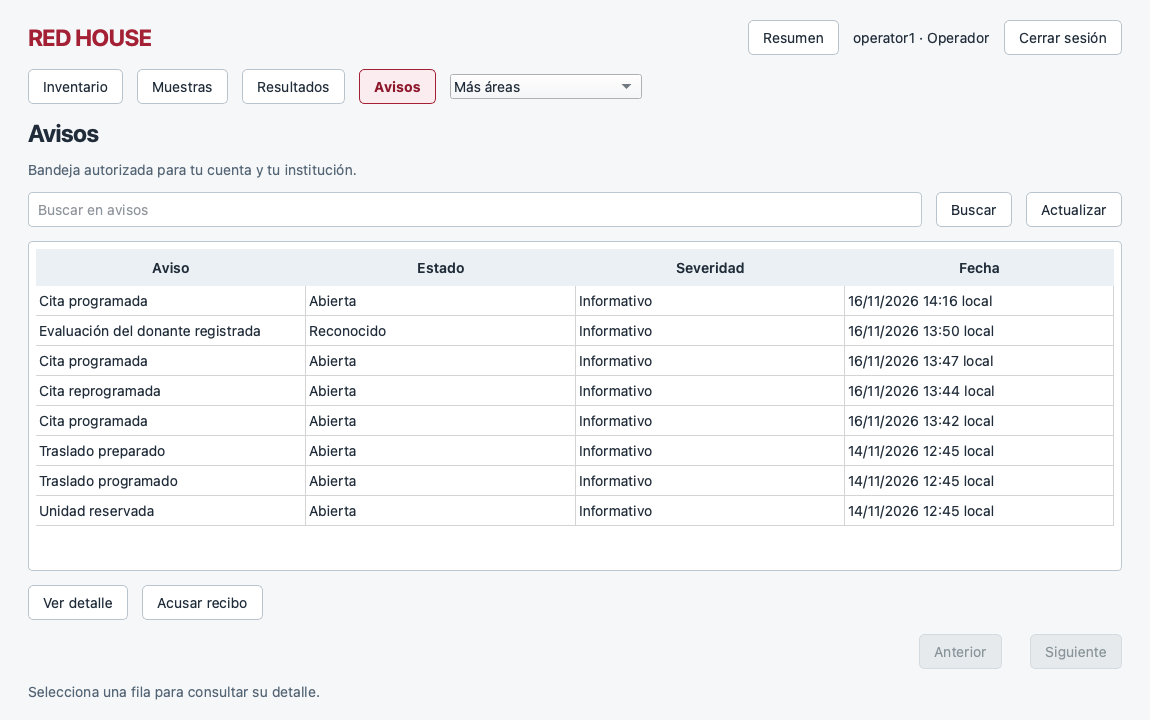 RED HOUSE
Resumen
operator1 · Operador
Cerrar sesión
Inventario
Muestras
Resultados
Avisos
Más áreas
Avisos
Bandeja autorizada para tu cuenta y tu institución.
Buscar en avisos
Buscar
Actualizar
Aviso Estado Severidad Fecha
Cita programada Abierta Informativo 16/11/2026 14:16 local
Evaluación del donante registrada Reconocido Informativo 16/11/2026 13:50 local
Cita programada Abierta Informativo 16/11/2026 13:47 local
Cita reprogramada Abierta Informativo 16/11/2026 13:44 local
Cita programada Abierta Informativo 16/11/2026 13:42 local
Traslado preparado Abierta Informativo 14/11/2026 12:45 local
Traslado programado Abierta Informativo 14/11/2026 12:45 local
Unidad reservada Abierta Informativo 14/11/2026 12:45 local
Ver detalle
Acusar recibo
Anterior
Siguiente
Selecciona una fila para consultar su detalle.